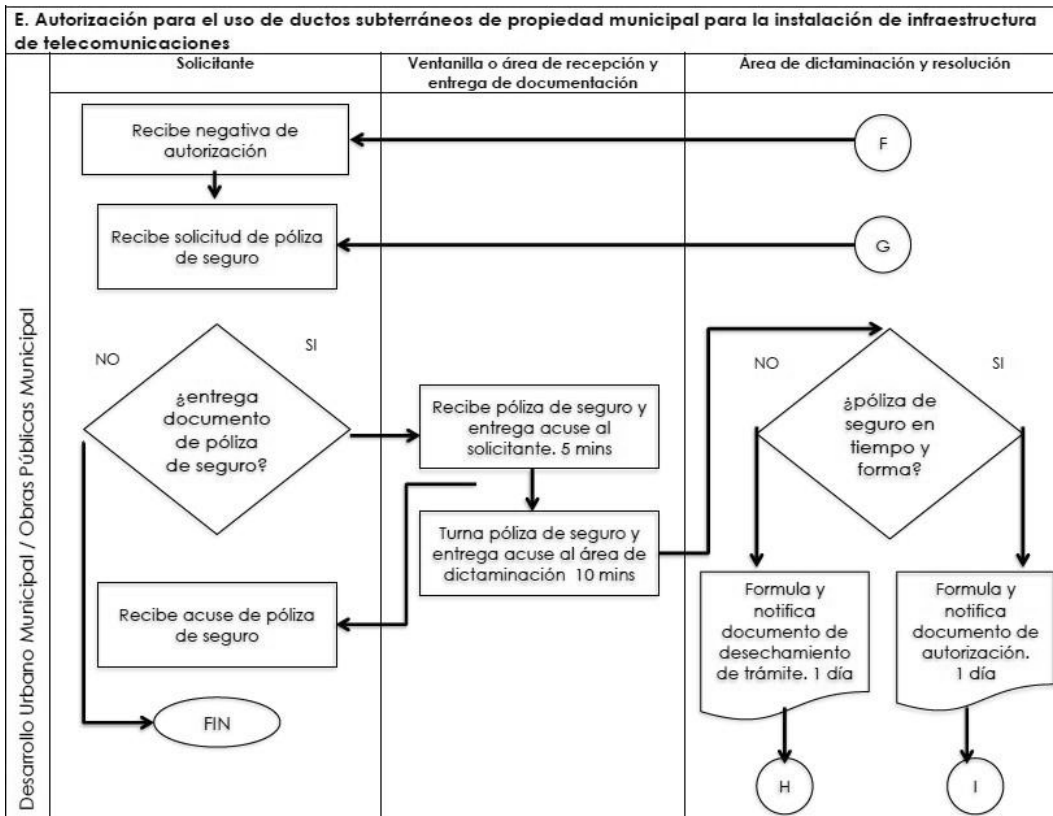 E. Autorización para el uso de ductos subterráneos de propiedad municipal para la instalación de infraestructura
de telecomunicaciones
Desarrollo Urbano Municipal / Obras Públicas Municipal
Solicitante
Ventanilla o área de recepción y
entrega de documentación
Área de dictaminación y resolución
Recibe negativa de
autorización
F
Recibe solicitud de póliza
de seguro
G
NO
SI
¿entrega
documento
de póliza
de seguro?
Recibe póliza de seguro y
entrega acuse al
solicitante. 5 mins
NO
SI
¿póliza de
seguro en
tiempo y
forma?
Turna póliza de seguro y
entrega acuse al área de
dictaminación 10 mins
Recibe acuse de póliza
de seguro
Formula y
notifica
documento de
desechamiento
de trámite. 1 día
Formula y
notifica
documento de
autorización.
1 día
FIN
H
I